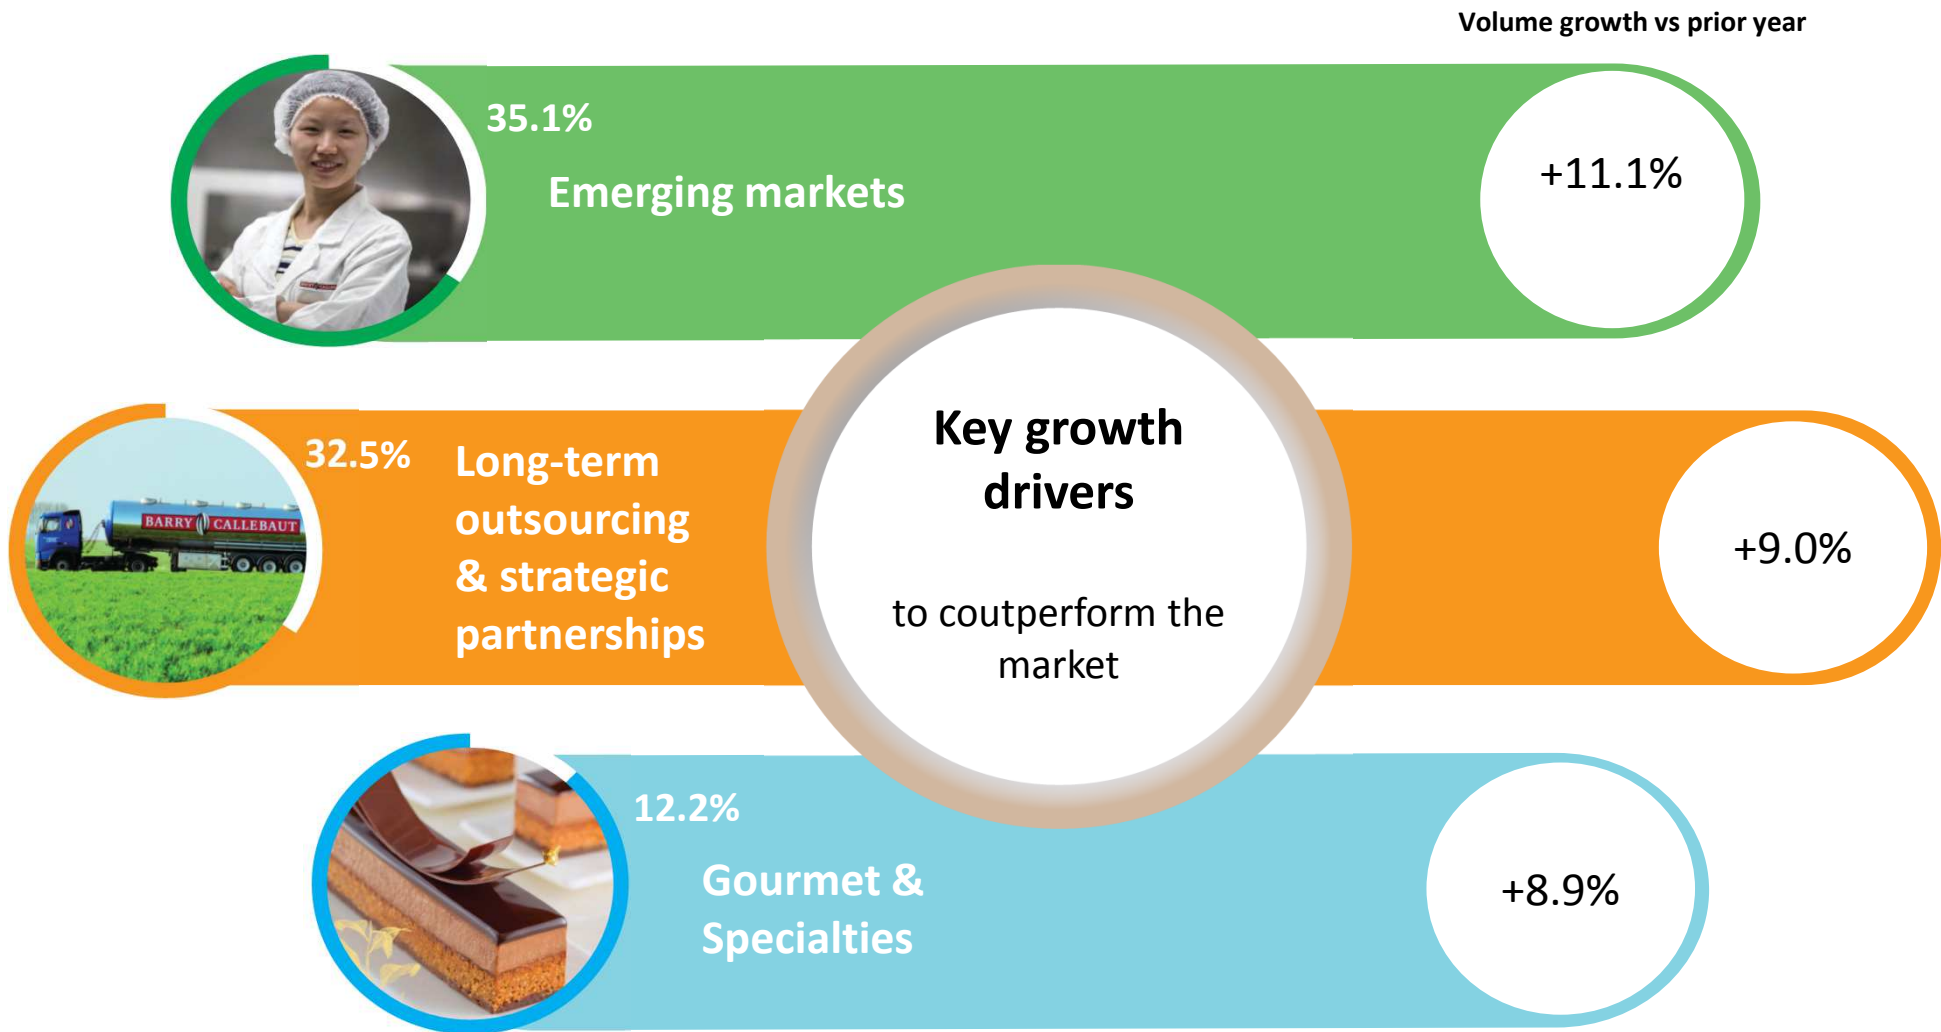 Volume growth vs prior year
35.1%
Emerging markets
+11.1%
32.5%
Long-term
outsourcing
& strategic
partnerships
BARRY CALLEBAUT
Key growth
drivers
to coutperform the
market
+9.0%
12.2%
Gourmet &
Specialties
+8.9%